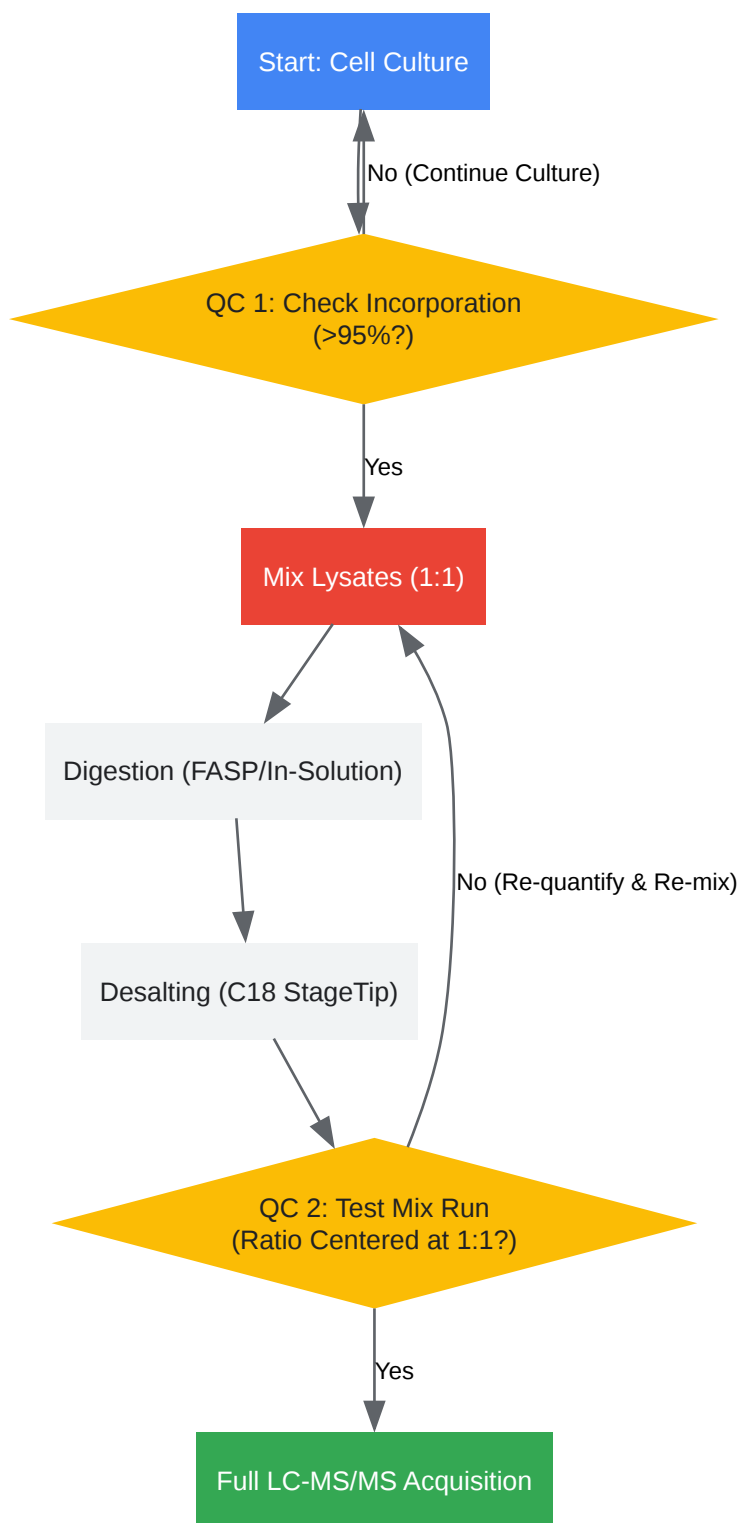 Start: Cell Culture
No (Continue Culture)
QC 1: Check Incorporation
(>95%?)
Yes
Mix Lysates (1:1)
Digestion (FASP/In-Solution)
No (Re-quantify & Re-mix)
Desalting (C18 StageTip)
QC 2: Test Mix Run
(Ratio Centered at 1:1?)
Yes
Full LC-MS/MS Acquisition